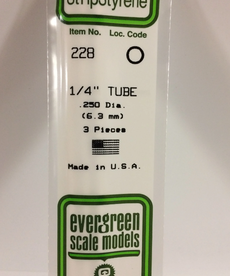 Item No. Loc. Code
228
1/4" TUBE
.250 Dia.
(6.3 mm)
3 Pieces
Made in U.S.A.
evergreen
scale models